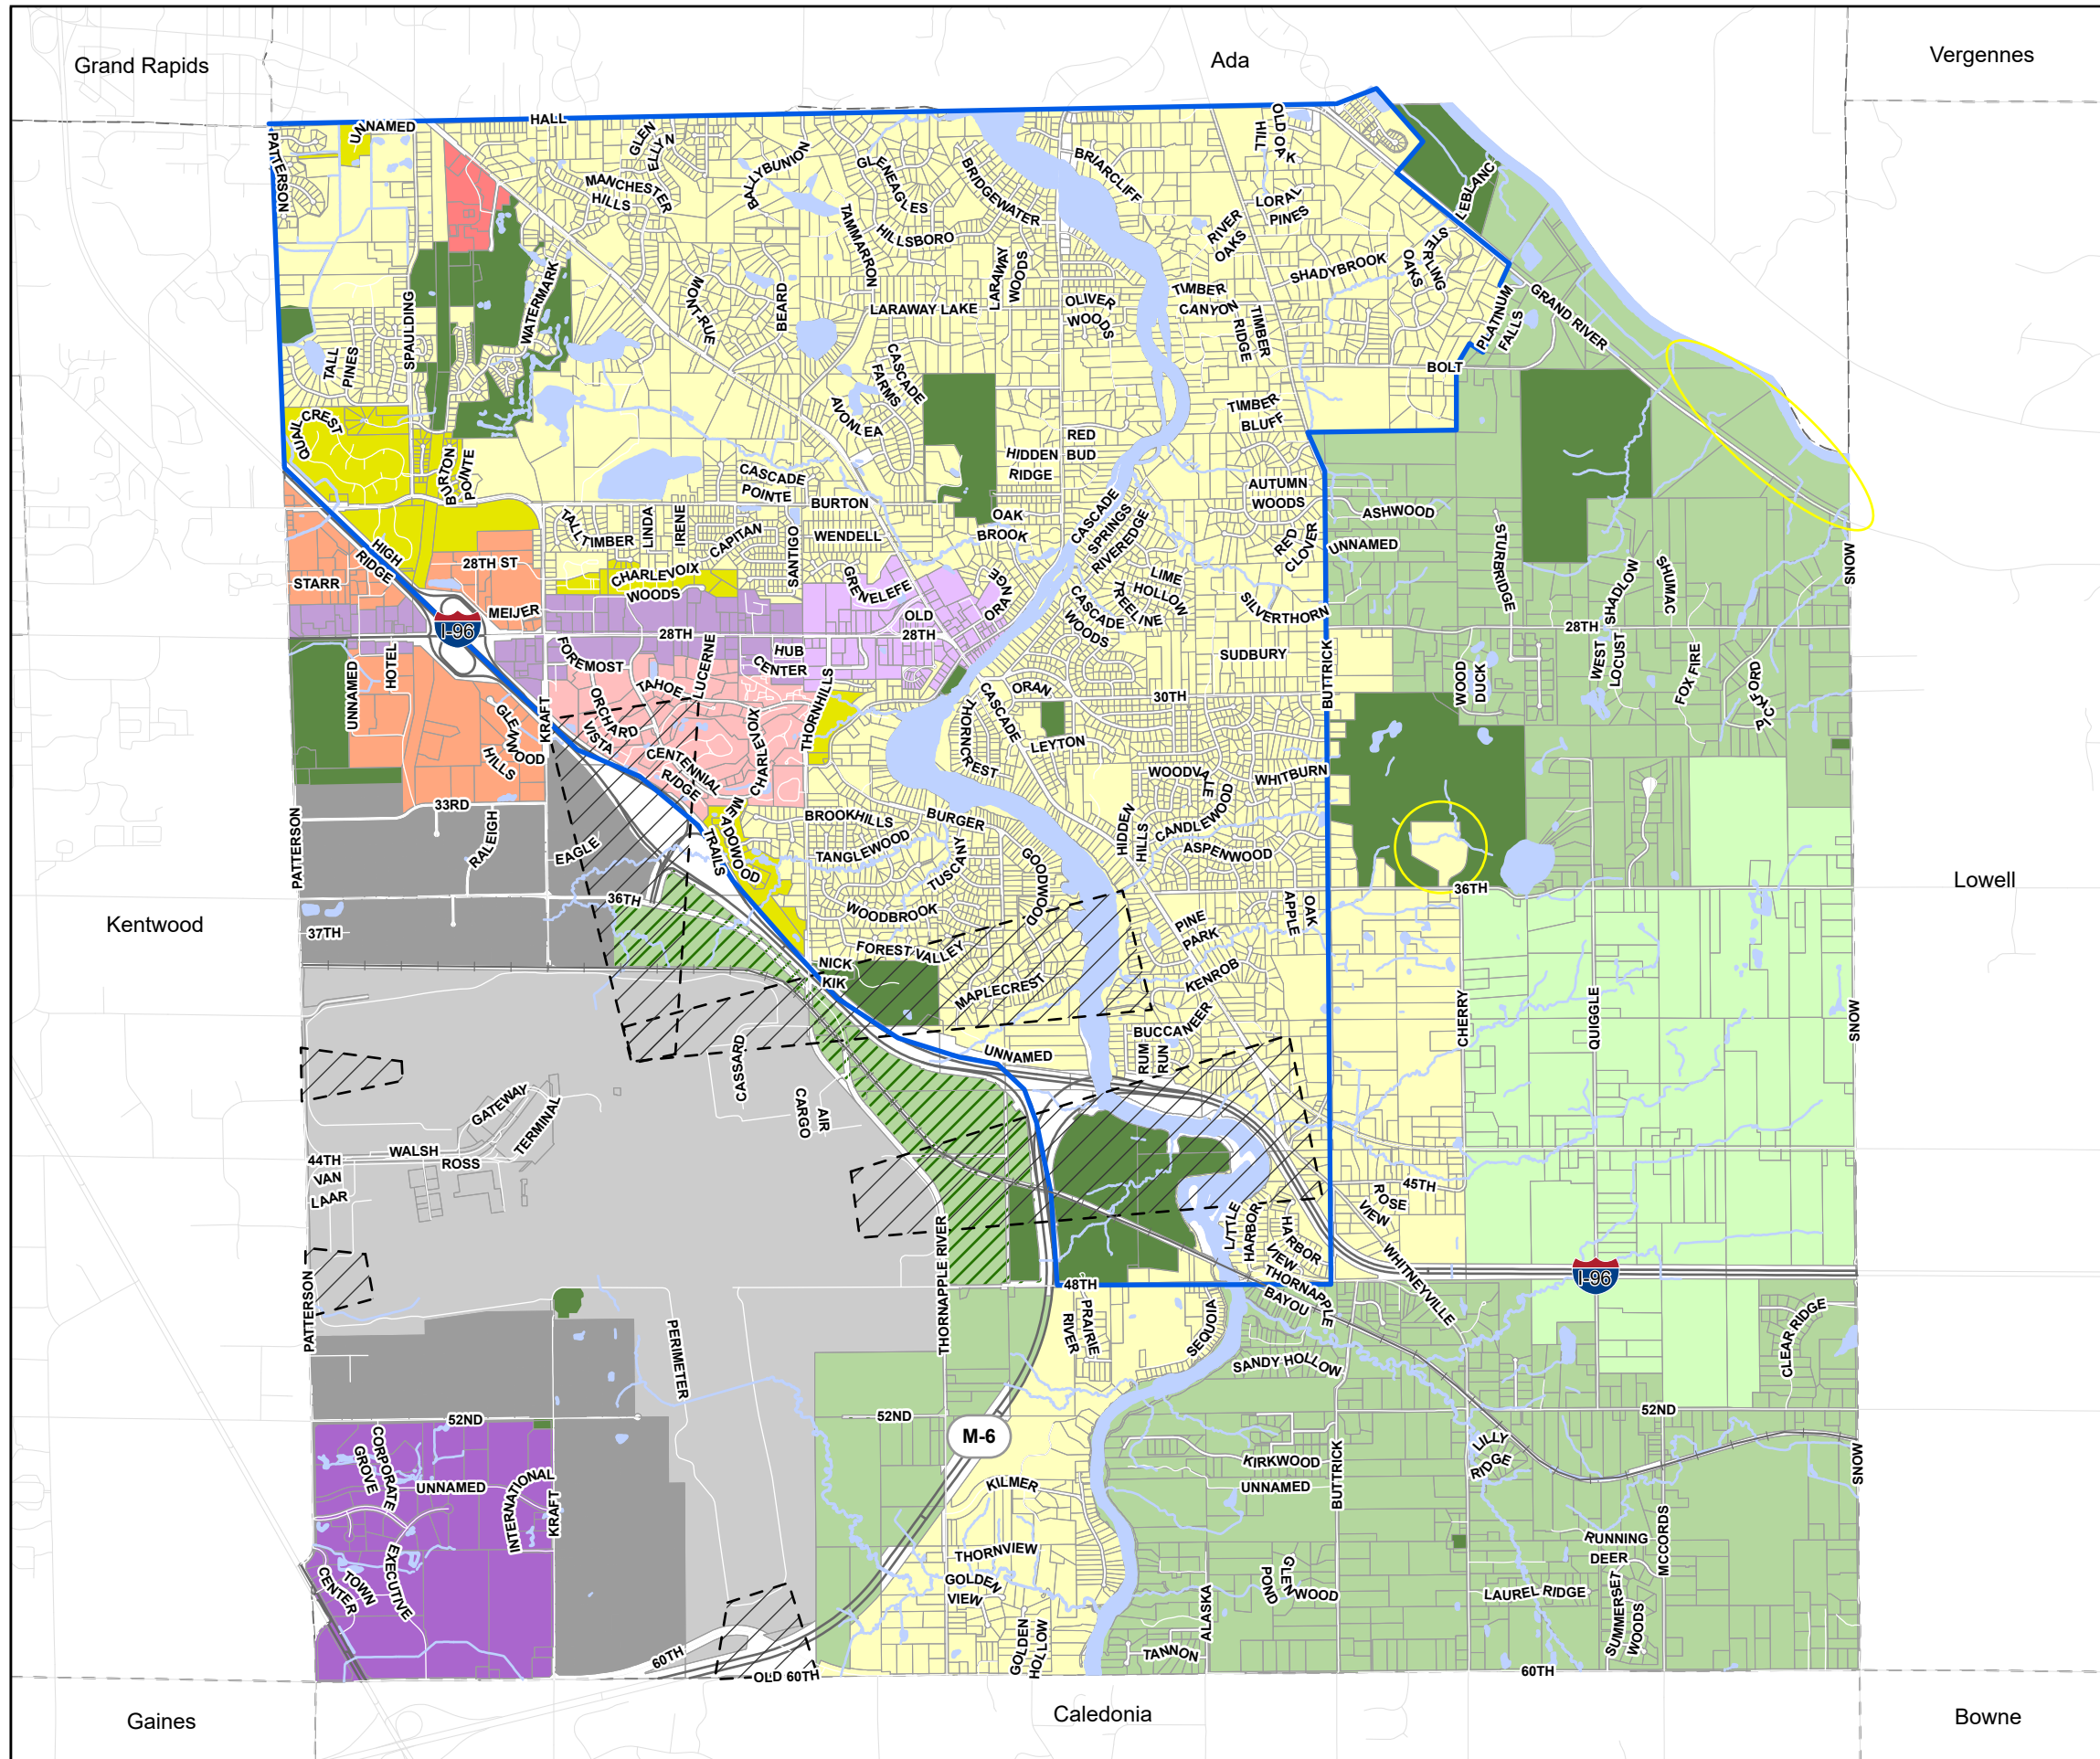 Grand Rapids
Ada
Vergennes
UNNAMED
HALL
PATTERSON
GLEN
ELLYN
BALLYBUNION
GLENEAGLES
BRIDGEWATER
BRIARCLIFF
OLD OAK
HILL
LEBLANC
MANCHESTER
HILLS
TAMMARRON
HILLSBORO
LARAWAY
WOODS
RIVER
OAKS
LORAL
PINES
STERLING
OAKS
SHADYBROOK
SPAULDING
WATERMARK
MONT-RUE
BEARD
LARAWAY LAKE
OLIVER
WOODS
TIMBER
CANYON
TIMBER
RIDGE
PLATINUM
FALLS
GRAND RIVER
TALL
PINES
CASCADE
FARMS
BOLT
QUAIL
CREST
AVONLEA
TIMBER
BLUFF
BURTON
POINTE
RED
BUD
HIDDEN
RIDGE
CASCADE
POINTE
BURTON
AUTUMN
WOODS
ASHWOOD
TALL
TIMBER
LINDA
IRENE
CAPITAN
SANTIGO
WENDELL
OAK
BROOK
CASCADE
SPRINGS
RIVEREDGE
RED
CLOVER
UNNAMED
STURBRIDGE
SHADLOW
SHUMAC
SNOW
HIGH
RIDGE
28TH ST
STARR
MEIJER
CHARLEVOIX
WOODS
GRENELEFE
ORANGE
LIME
HOLLOW
TREELINE
CASCADE
WOODS
SILVERTHORN
I-96
28TH
OLD
28TH
28TH
UNNAMED
HOTEL
FOREMOST
LUCERNE
HUB
CENTER
SUDBURY
BUTTRICK
WOOD
DUCK
WEST
LOCUST
FOX FIRE
PICKFORD
TAHOE
ORCHARD
VISTA
THORNHILLS
ORAN
30TH
CASCADE
THORNCREST
LEYTON
GLENWOOD
HILLS
KRAFT
CENTENNIAL
RIDGE
CHARLEVOIX
WOODVALE
WHITBURN
33RD
PATTERSON
RALEIGH
EAGLE
MEADOWOOD
TRAILS
BROOKHILLS
BURGER
TANGLEWOOD
TUSCANY
GOODWOOD
HIDDEN
HILLS
CANDLEWOOD
ASPENWOOD
Lowell
Kentwood
36TH
36TH
37TH
WOODBROOK
FOREST VALLEY
PINE
PARK
OAK
APPLE
NICK
KIK
MAPLECREST
KENROB
CHERRY
QUIGGLE
SNOW
BUCCANEER
RUM
RUN
UNNAMED
CASSARD
AIR
CARGO
GATEWAY
TERMINAL
WALSH
ROSS
44TH
VAN
LAAR
45TH
ROSE
VIEW
LITTLE
HARBOR
HARBOR
VIEW
THORNAPPLE RIVER
WHITNEYVILLE
I-96
48TH
THORNAPPLE
BAYOU
PATTERSON
PERIMETER
PRAIRIE
RIVER
SEQUOIA
SANDY HOLLOW
CLEAR RIDGE
52ND
52ND
52ND
M-6
CORPORATE
GROVE
UNNAMED
INTERNATIONAL
KRAFT
EXECUTIVE
TOWN
CENTER
KILMER
KIRKWOOD
UNNAMED
BUTTRICK
LILLY
RIDGE
SNOW
THORNVIEW
GOLDEN
VIEW
GOLDEN
HOLLOW
ALASKA
GLENWOOD
POND
RUNNING
DEER
MCCORDS
LAUREL RIDGE
SUMMERSET
WOODS
TANNON
60TH
OLD 60TH
60TH
Gaines
Caledonia
Bowne